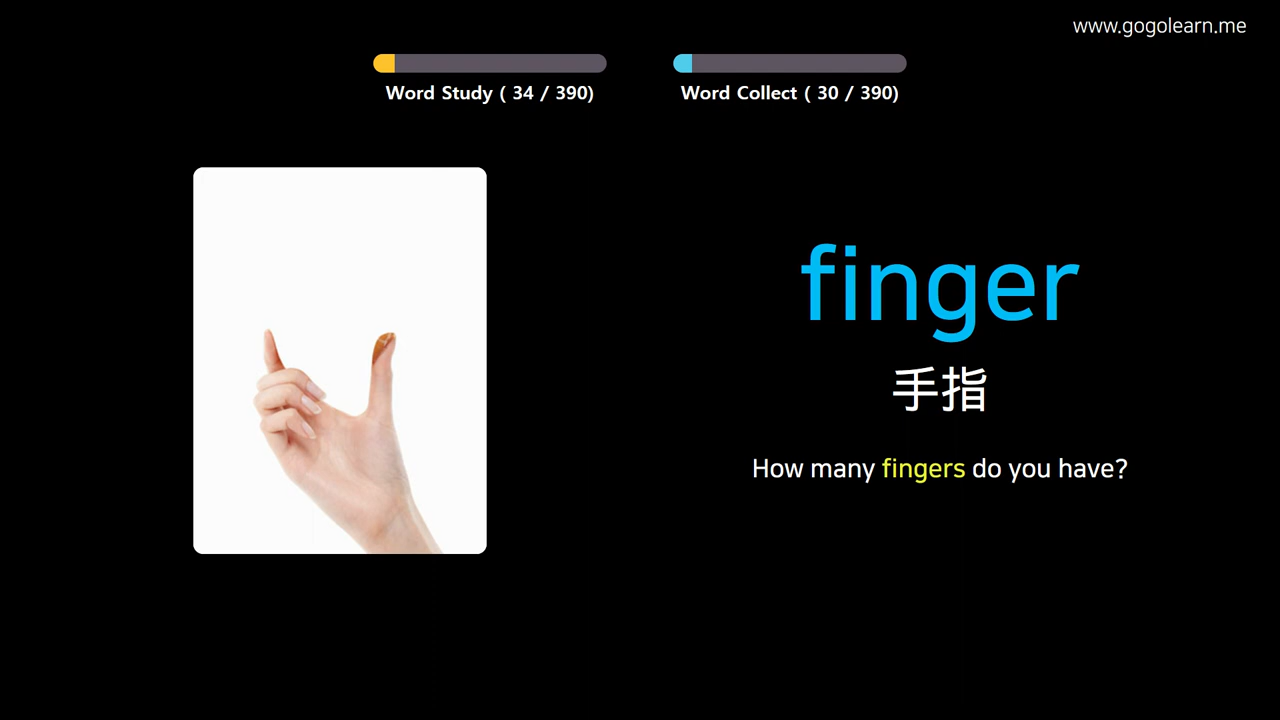 www.gogolearn.me
Word Study ( 34 / 390)
Word Collect ( 30 / 390)
finger
手指
How many fingers do you have?